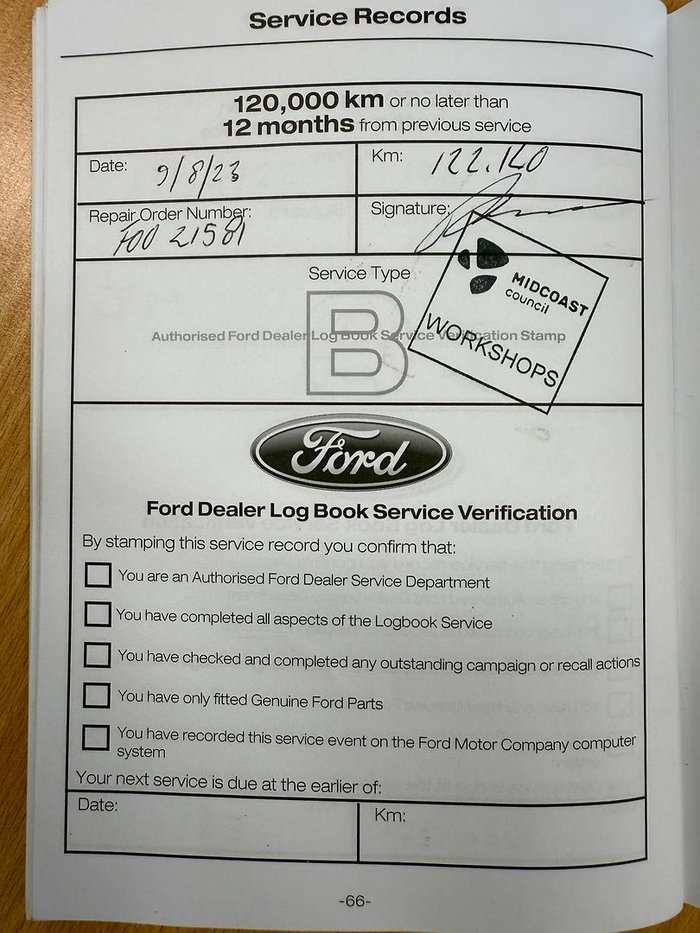 Service Records
120,000 km or no later than
12 months from previous service
Date: 9/8/23
Km: 122.140
Repair Order Number:
FOO 21581
Signature:
Service Type
B
Authorised Ford Dealer Log Book Service Verification Stamp
MIDCOAST
council
WORKSHOPS
Ford
Ford Dealer Log Book Service Verification
By stamping this service record you confirm that:
You are an Authorised Ford Dealer Service Department
You have completed all aspects of the Logbook Service
You have checked and completed any outstanding campaign or recall actions
You have only fitted Genuine Ford Parts
You have recorded this service event on the Ford Motor Company computer
system
Your next service is due at the earlier of:
Date:
Km:
-66-